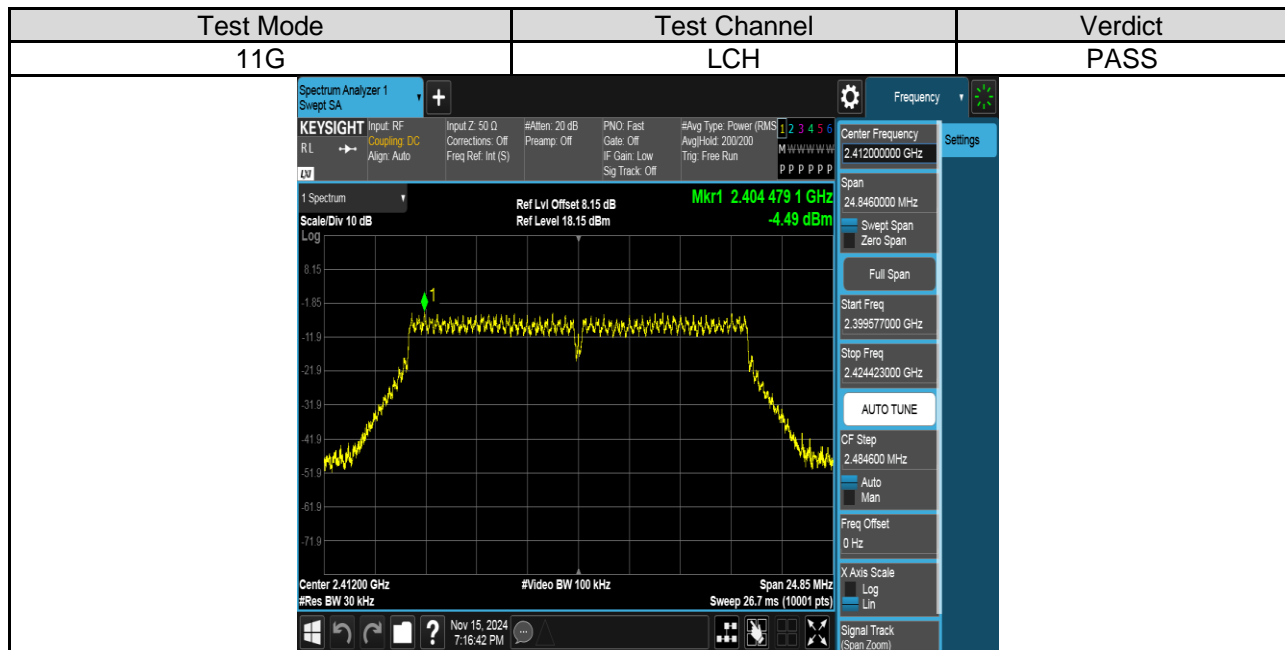 Test Mode Test Channel Verdict
11G LCH PASS
Spectrum Analyzer 1
Swept SA
+
Frequency
KEYSIGHT
RL
LXI
Input: RF
Coupling: DC
Align: Auto
Input Z: 50 Ω
Corrections: Off
Freq Ref: Int (S)
#Atten: 20 dB
Preamp: Off
PNO: Fast
Gate: Off
IF Gain: Low
Sig Track: Off
#Avg Type: Power (RMS
Avg|Hold: 200/200
Trig: Free Run
1 2 3 4 5 6
M W W W W W
P P P P P P
Center Frequency
2.412000000 GHz
Settings
1 Spectrum
Scale/Div 10 dB
Log
Ref Lvl Offset 8.15 dB
Ref Level 18.15 dBm
Mkr1 2.404 479 1 GHz
-4.49 dBm
8.15
-1.85
-11.9
-21.9
-31.9
-41.9
-51.9
-61.9
-71.9
1
Center 2.41200 GHz
#Res BW 30 kHz
#Video BW 100 kHz
Span 24.85 MHz
Sweep 26.7 ms (10001 pts)
Span
24.8460000 MHz
Swept Span
Zero Span
Full Span
Start Freq
2.399577000 GHz
Stop Freq
2.424423000 GHz
AUTO TUNE
CF Step
2.484600 MHz
Auto
Man
Freq Offset
0 Hz
X Axis Scale
Log
Lin
Signal Track
(Span Zoom)
?
Nov 15, 2024
7:16:42 PM